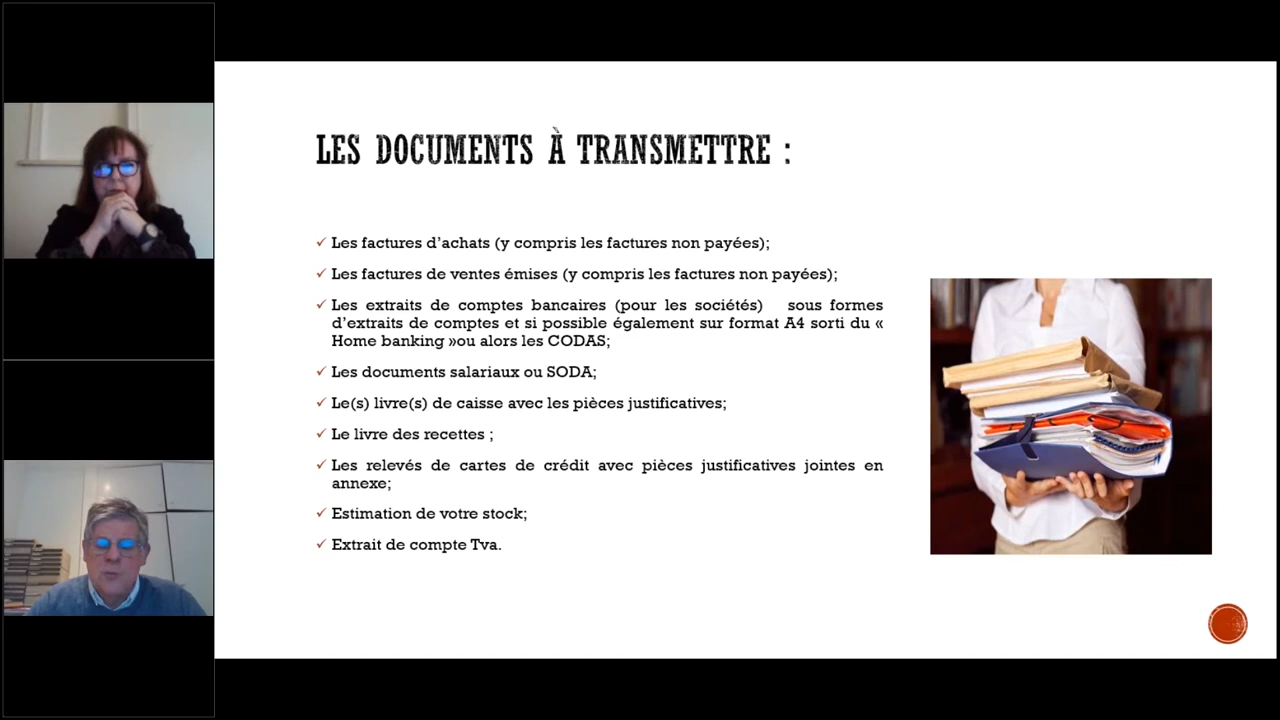 LES DOCUMENTS À TRANSMETTRE :
✓ Les factures d'achats (y compris les factures non payées);
✓ Les factures de ventes émises (y compris les factures non payées);
✓ Les extraits de comptes bancaires (pour les sociétés) sous formes
d'extraits de comptes et si possible également sur format A4 sorti du «
Home banking »ou alors les CODAS;
✓ Les documents salariaux ou SODA;
✓ Le(s) livre(s) de caisse avec les pièces justificatives;
✓ Le livre des recettes ;
✓ Les relevés de cartes de crédit avec pièces justificatives jointes en
annexe;
✓ Estimation de votre stock;
✓ Extrait de compte Tva.